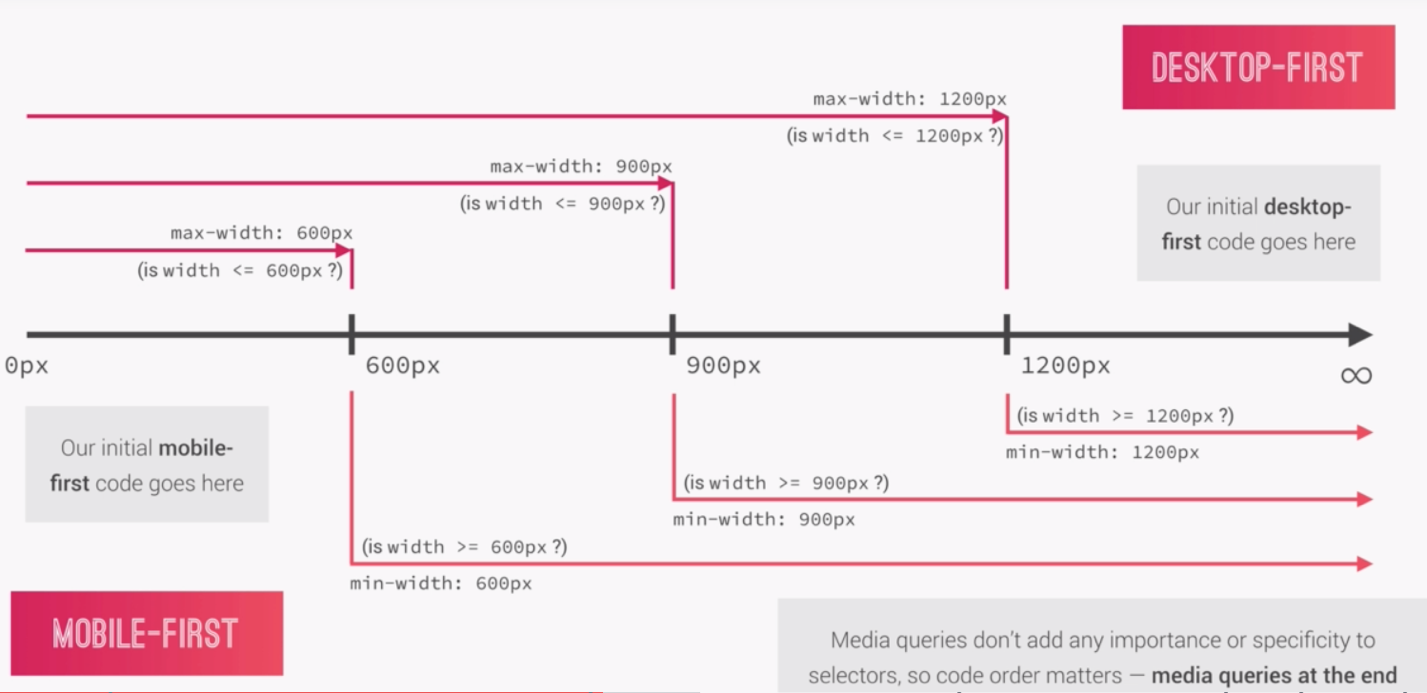 DESKTOP-FIRST
max-width: 1200px
(is width <= 1200px ?)
max-width: 900px
(is width <= 900px ?)
max-width: 600px
(is width <= 600px ?)
Our initial desktop-
first code goes here
0px
600px
900px
1200px
∞
Our initial mobile-
first code goes here
(is width >= 1200px ?)
min-width: 1200px
(is width >= 900px ?)
min-width: 900px
(is width >= 600px ?)
min-width: 600px
MOBILE-FIRST
Media queries don't add any importance or specificity to
selectors, so code order matters — media queries at the end